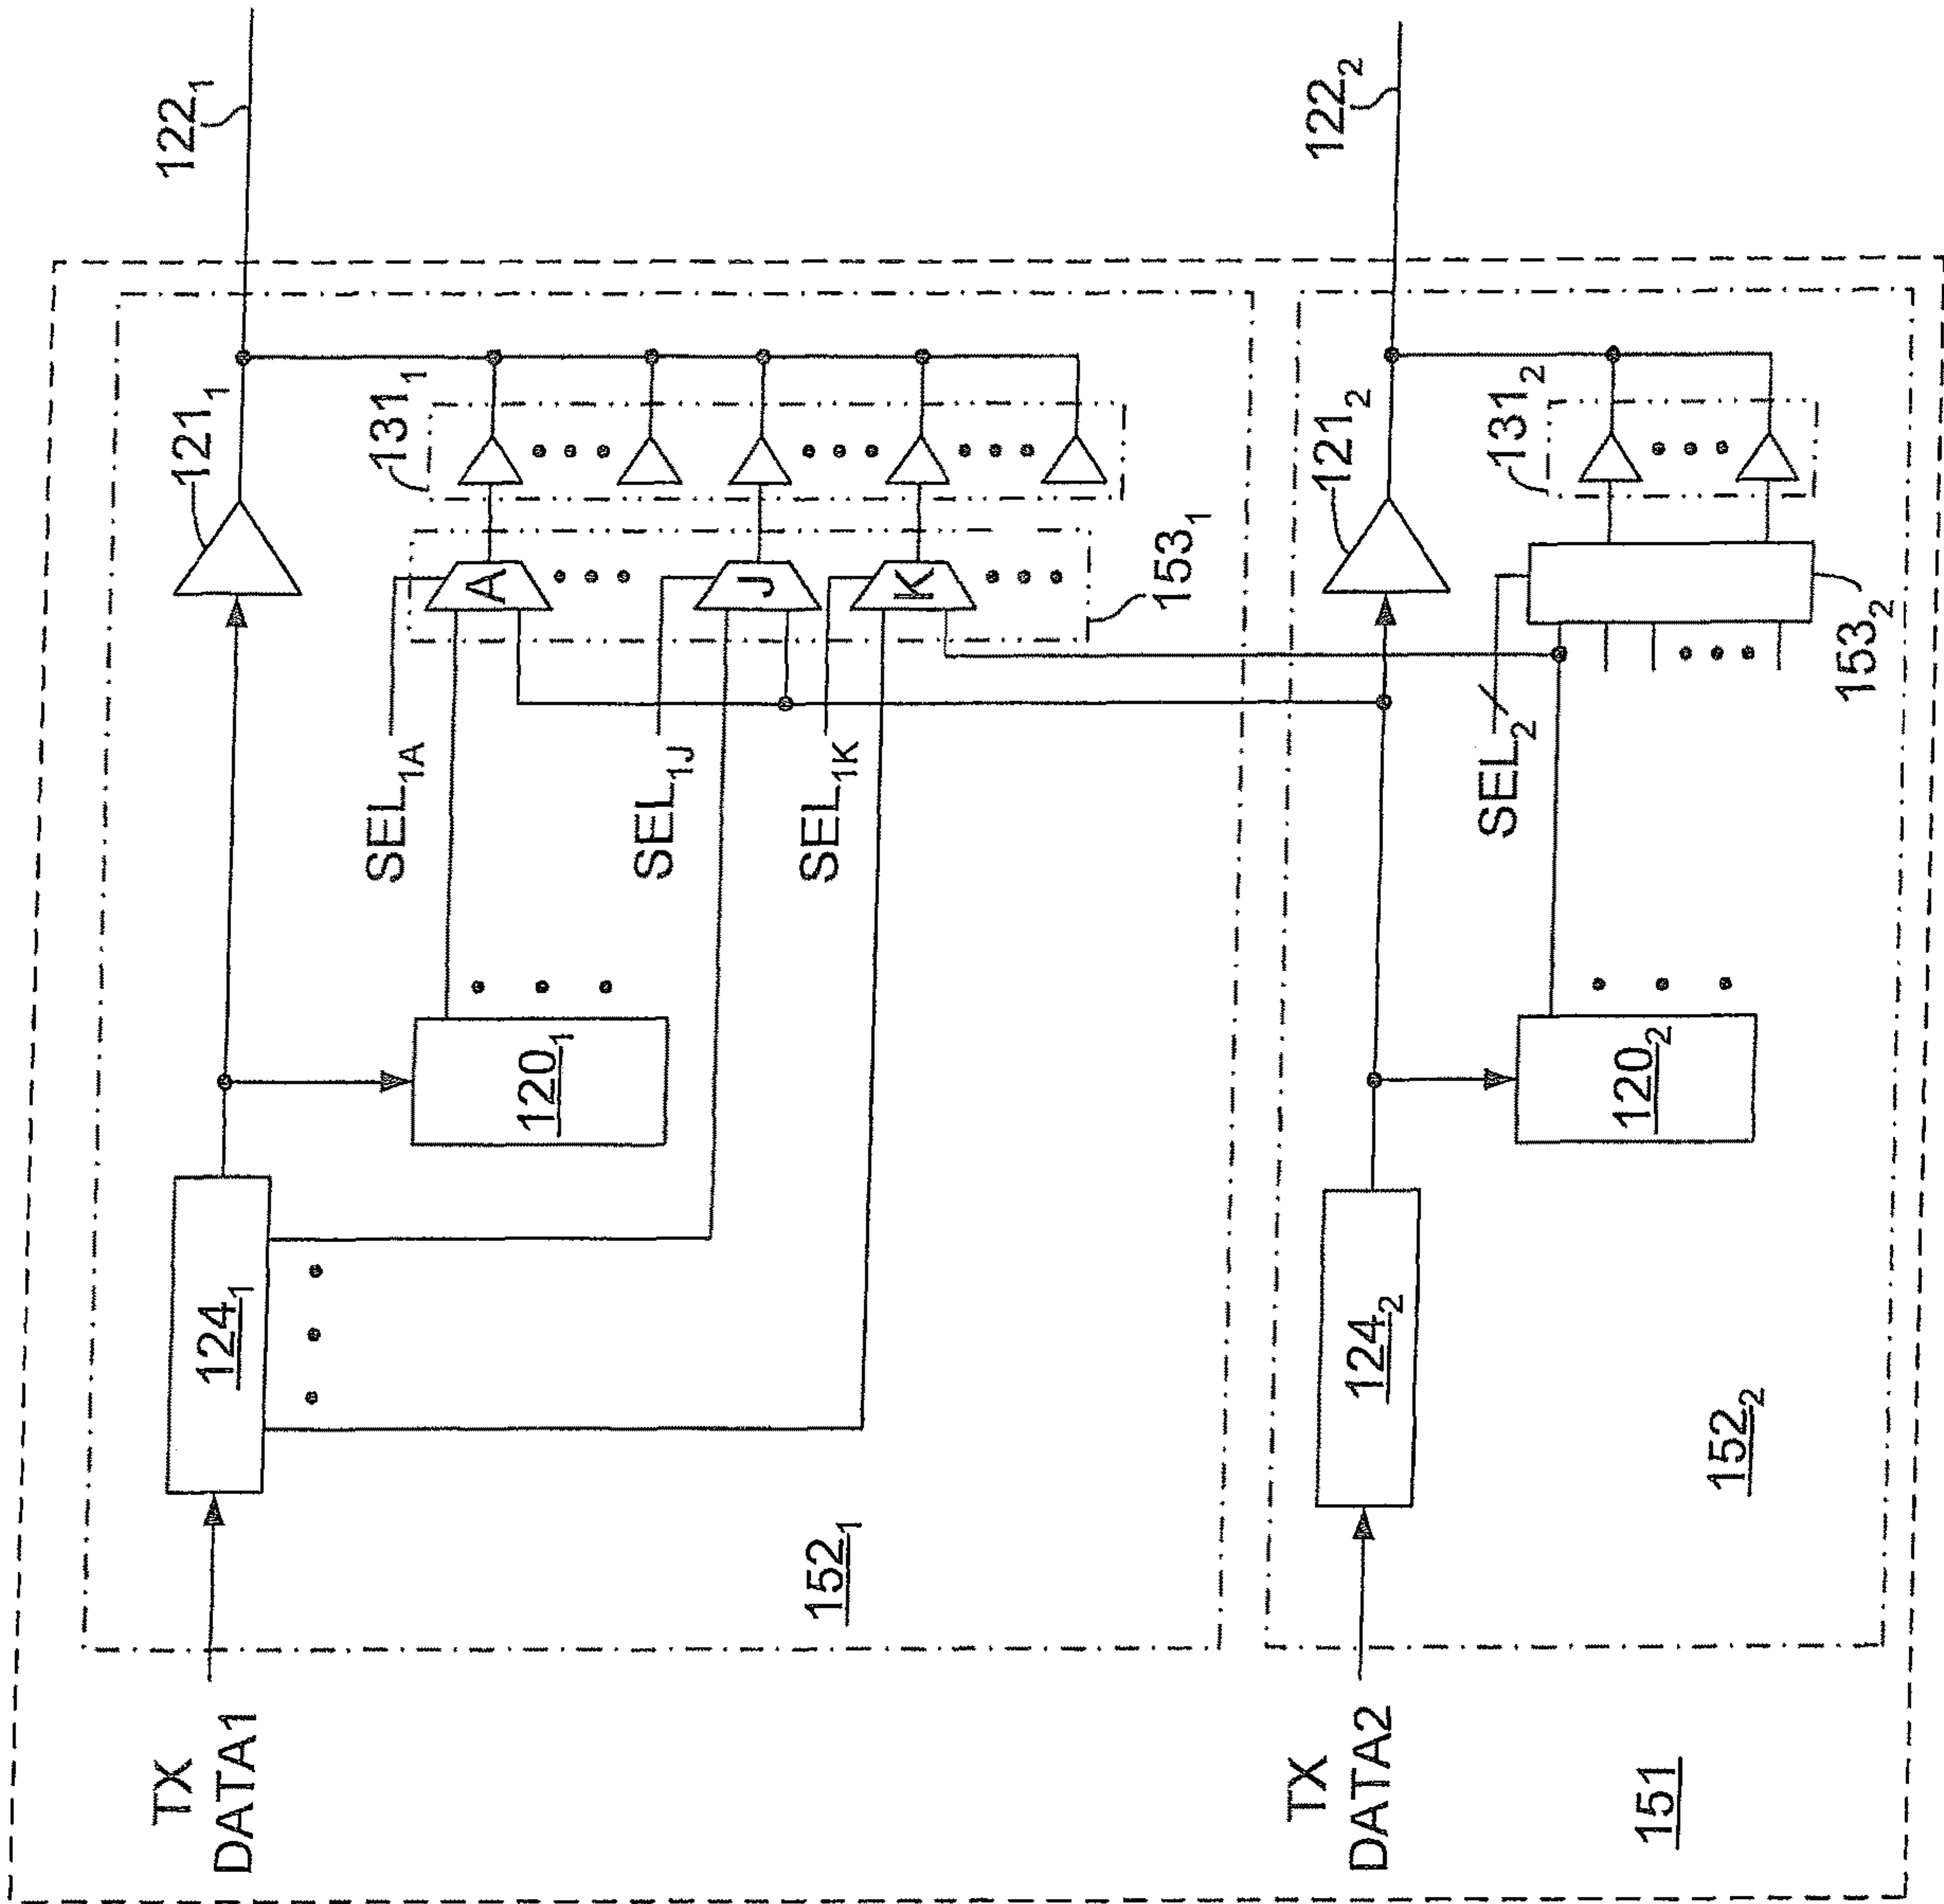 122₁
121₁
131₁
TX
DATA1
124₁
120₁
SEL₁A
SEL₁J
SEL₁K
A
J
K
153₁
152₁
122₂
121₂
131₂
TX
DATA2
124₂
120₂
SEL₂
153₂
152₂
151